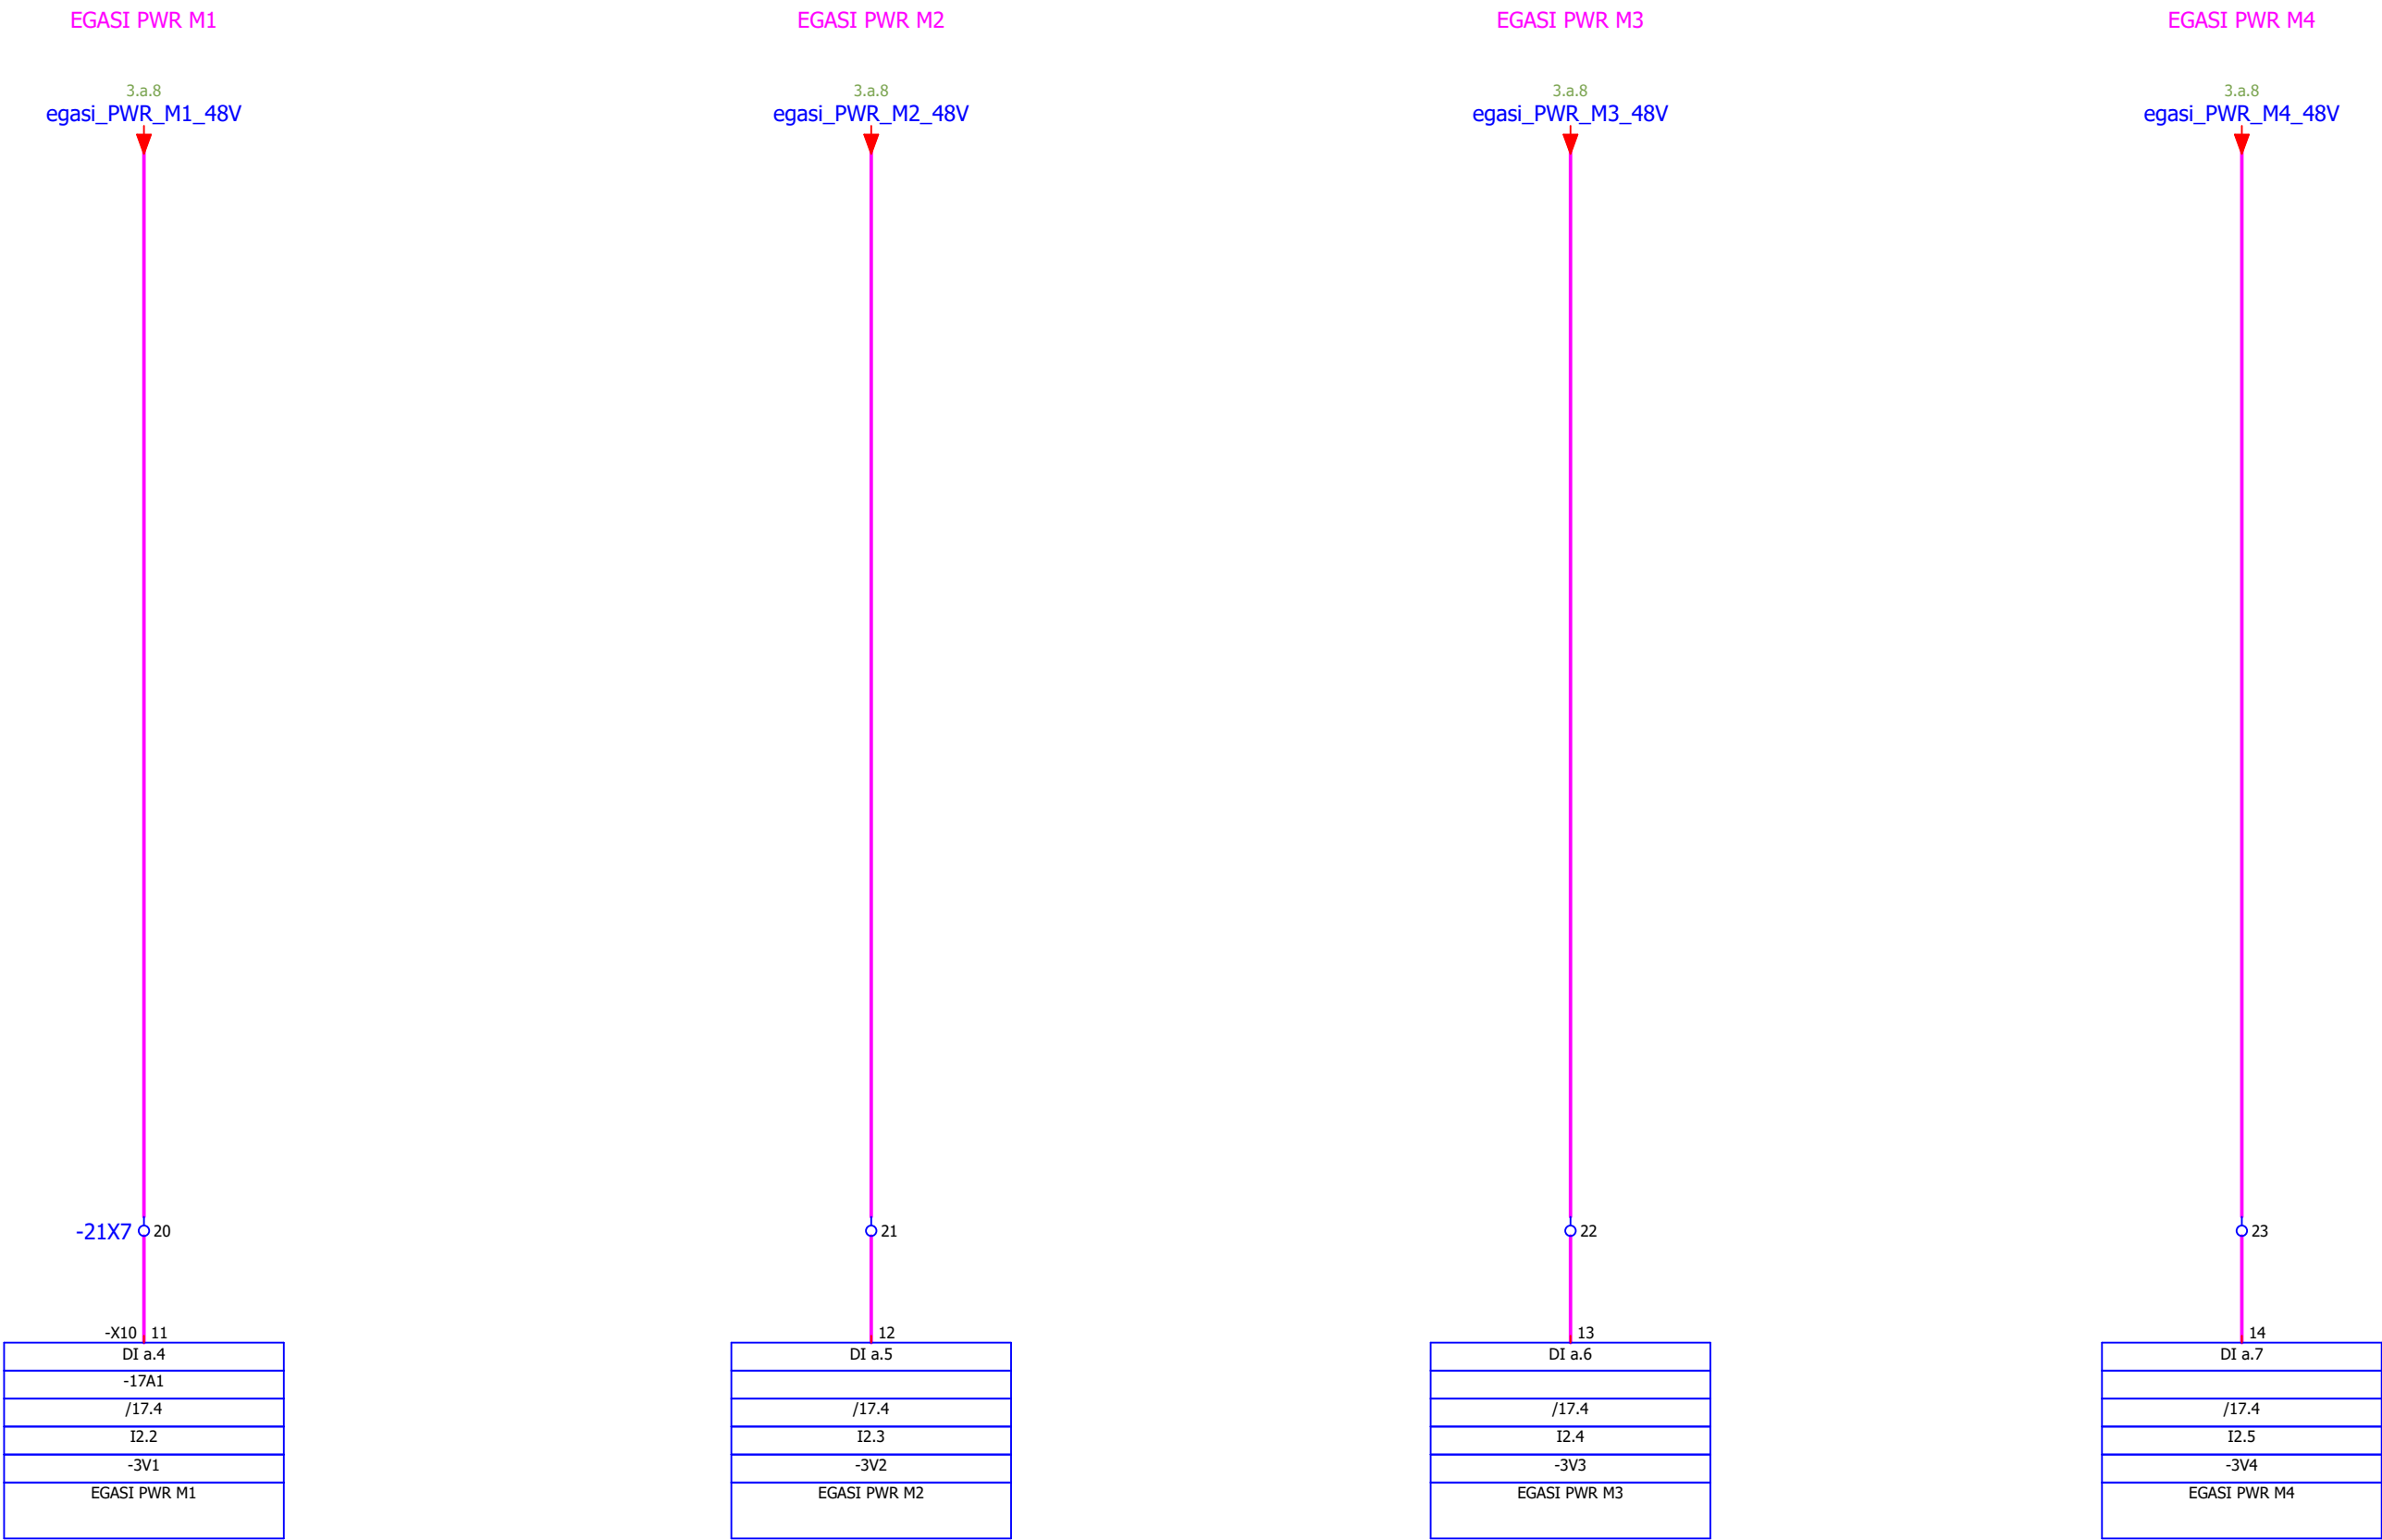 EGASI PWR M1
EGASI PWR M2
EGASI PWR M3
EGASI PWR M4
3.a.8
3.a.8
3.a.8
3.a.8
egasi_PWR_M1_48V
egasi_PWR_M2_48V
egasi_PWR_M3_48V
egasi_PWR_M4_48V
-21X7 20
21
22
23
-X10 11
12
13
14
DI a.4
DI a.5
DI a.6
DI a.7
-17A1
/17.4
/17.4
/17.4
/17.4
I2.2
I2.3
I2.4
I2.5
-3V1
-3V2
-3V3
-3V4
EGASI PWR M1
EGASI PWR M2
EGASI PWR M3
EGASI PWR M4